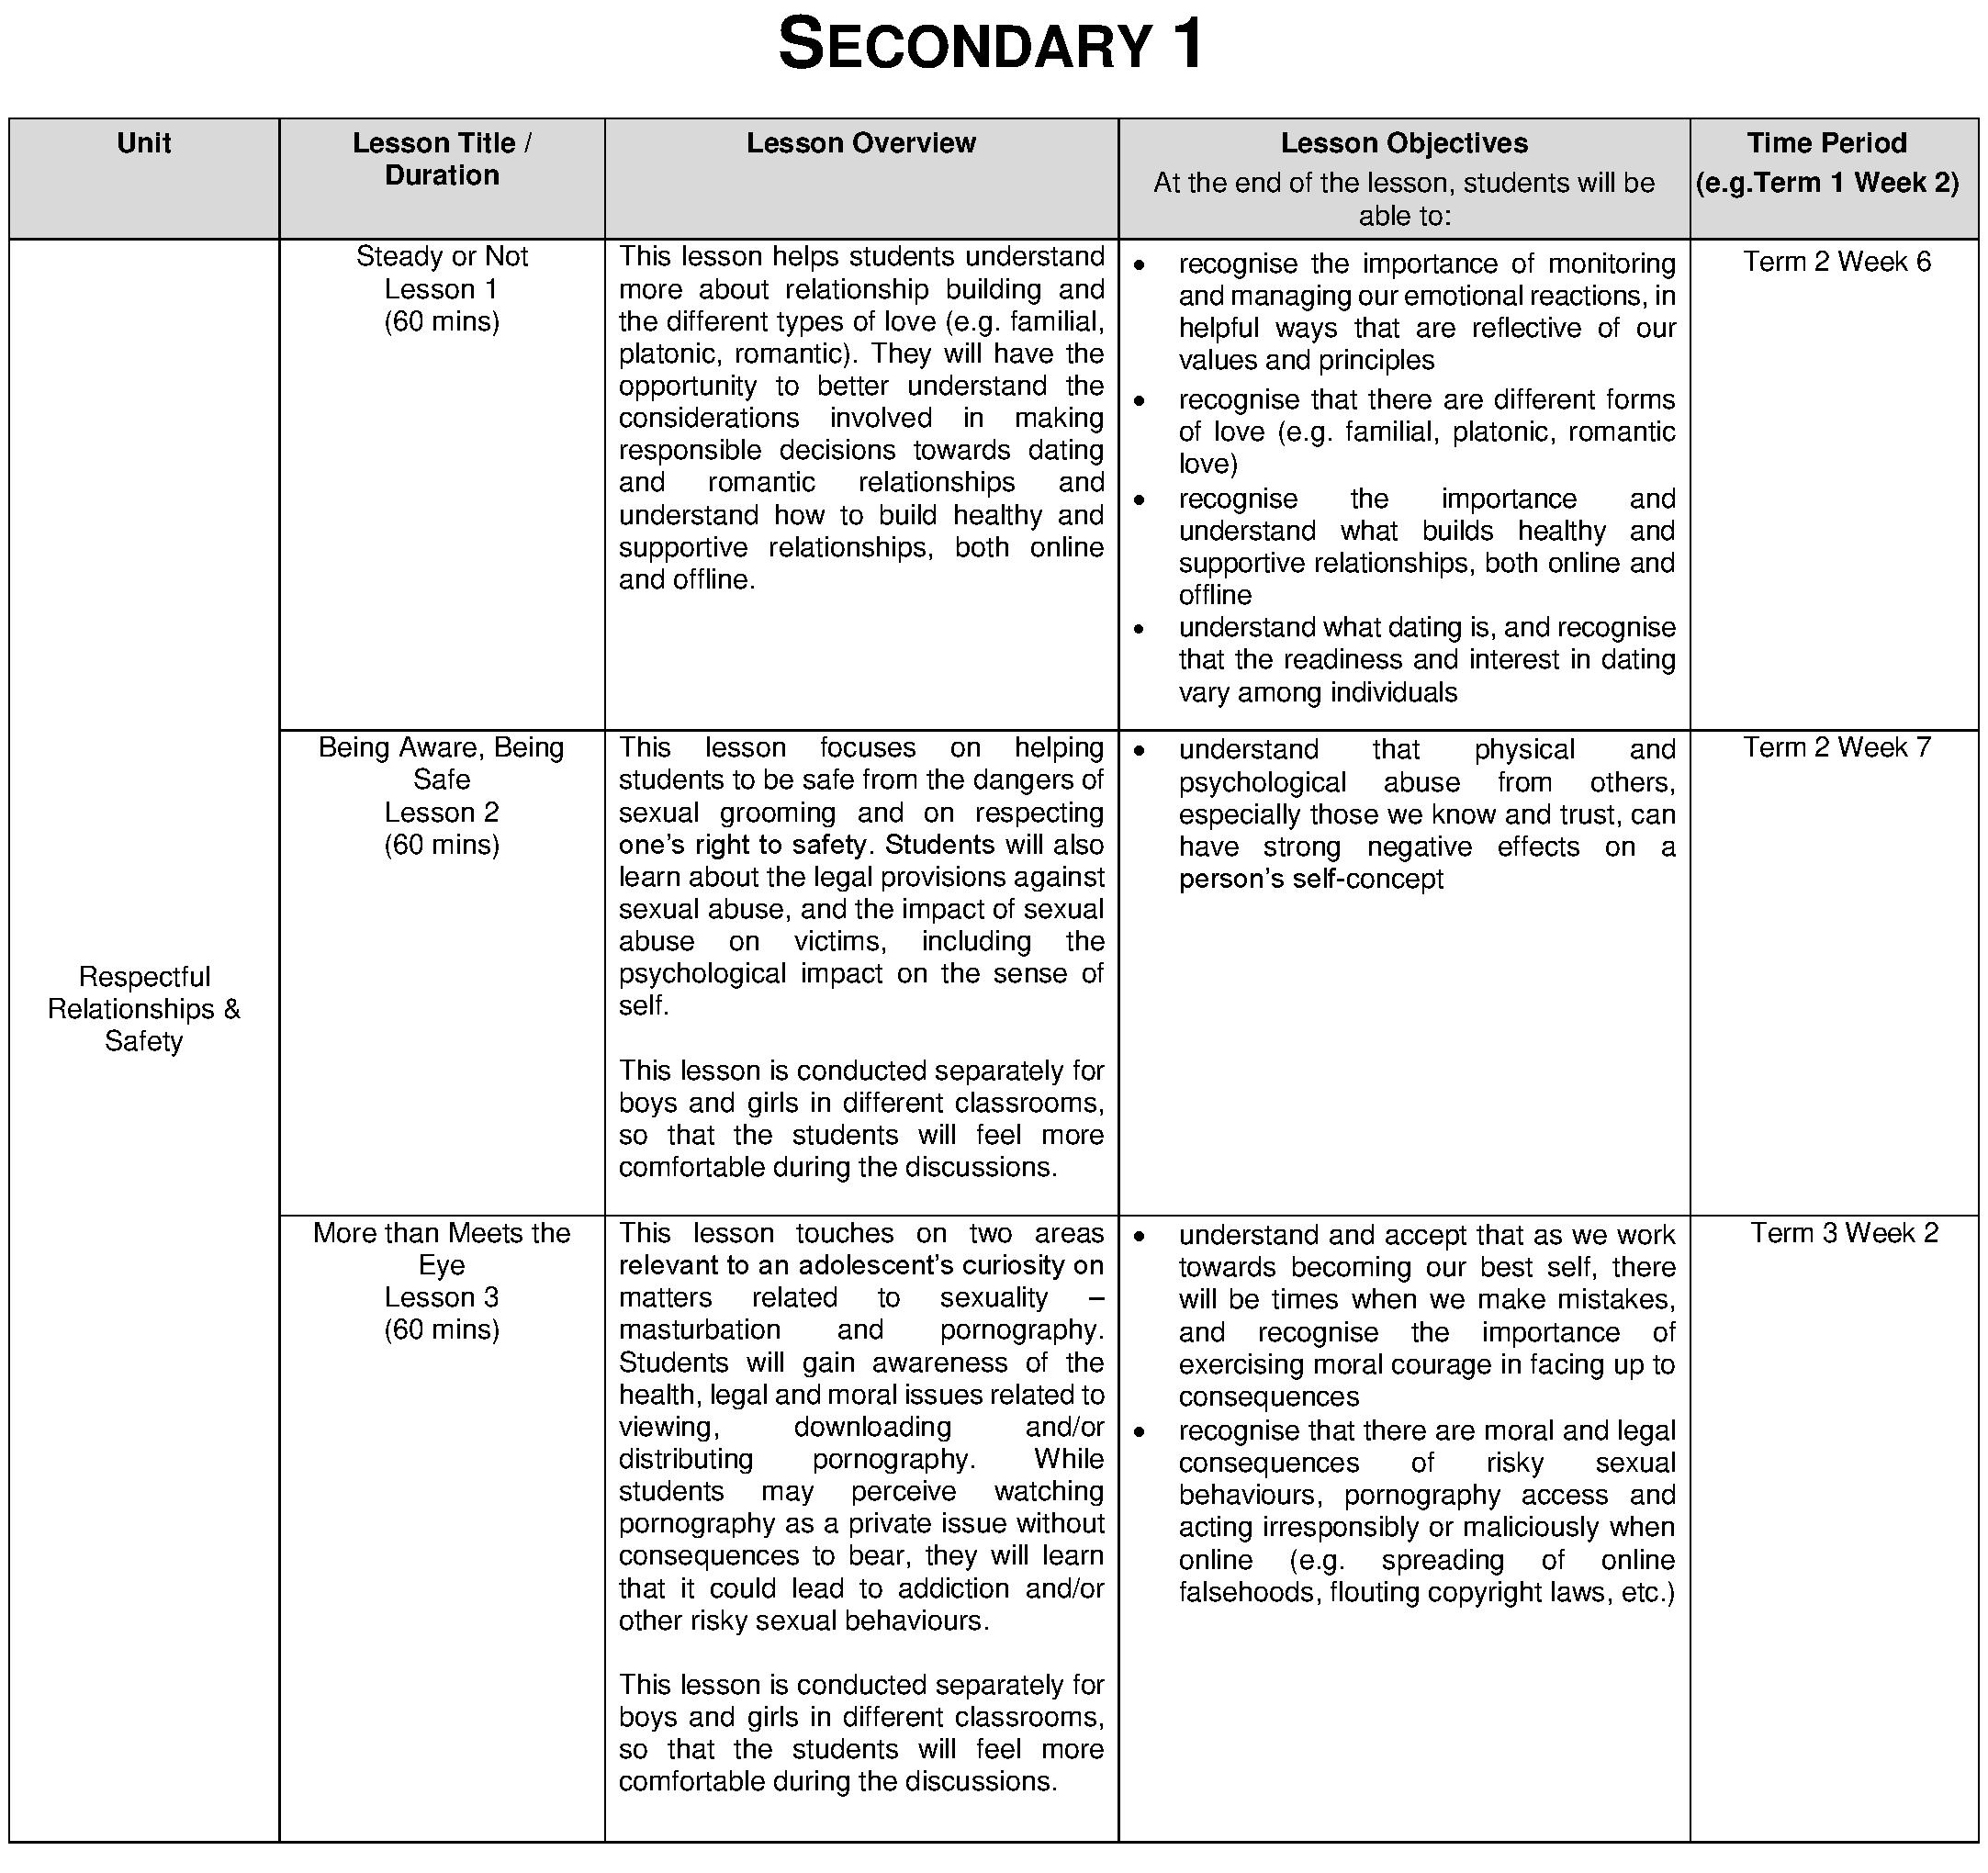 SECONDARY 1
Unit
Lesson Title /
Duration
Lesson Overview
Lesson Objectives
At the end of the lesson, students will be
able to:
Time Period
(e.g.Term 1 Week 2)
Respectful
Relationships &
Safety
Steady or Not
Lesson 1
(60 mins)
This lesson helps students understand
more about relationship building and
the different types of love (e.g. familial,
platonic, romantic). They will have the
opportunity to better understand the
considerations involved in making
responsible decisions towards dating
and romantic relationships and
understand how to build healthy and
supportive relationships, both online
and offline.
• recognise the importance of monitoring
and managing our emotional reactions, in
helpful ways that are reflective of our
values and principles
• recognise that there are different forms
of love (e.g. familial, platonic, romantic
love)
• recognise the importance and
understand what builds healthy and
supportive relationships, both online and
offline
• understand what dating is, and recognise
that the readiness and interest in dating
vary among individuals
Term 2 Week 6
Being Aware, Being
Safe
Lesson 2
(60 mins)
This lesson focuses on helping
students to be safe from the dangers of
sexual grooming and on respecting
one’s right to safety. Students will also
learn about the legal provisions against
sexual abuse, and the impact of sexual
abuse on victims, including the
psychological impact on the sense of
self.
This lesson is conducted separately for
boys and girls in different classrooms,
so that the students will feel more
comfortable during the discussions.
• understand that physical and
psychological abuse from others,
especially those we know and trust, can
have strong negative effects on a
person’s self-concept
Term 2 Week 7
More than Meets the
Eye
Lesson 3
(60 mins)
This lesson touches on two areas
relevant to an adolescent’s curiosity on
matters related to sexuality –
masturbation and pornography.
Students will gain awareness of the
health, legal and moral issues related to
viewing, downloading and/or
distributing pornography. While
students may perceive watching
pornography as a private issue without
consequences to bear, they will learn
that it could lead to addiction and/or
other risky sexual behaviours.
This lesson is conducted separately for
boys and girls in different classrooms,
so that the students will feel more
comfortable during the discussions.
• understand and accept that as we work
towards becoming our best self, there
will be times when we make mistakes,
and recognise the importance of
exercising moral courage in facing up to
consequences
• recognise that there are moral and legal
consequences of risky sexual
behaviours, pornography access and
acting irresponsibly or maliciously when
online (e.g. spreading of online
falsehoods, flouting copyright laws, etc.)
Term 3 Week 2